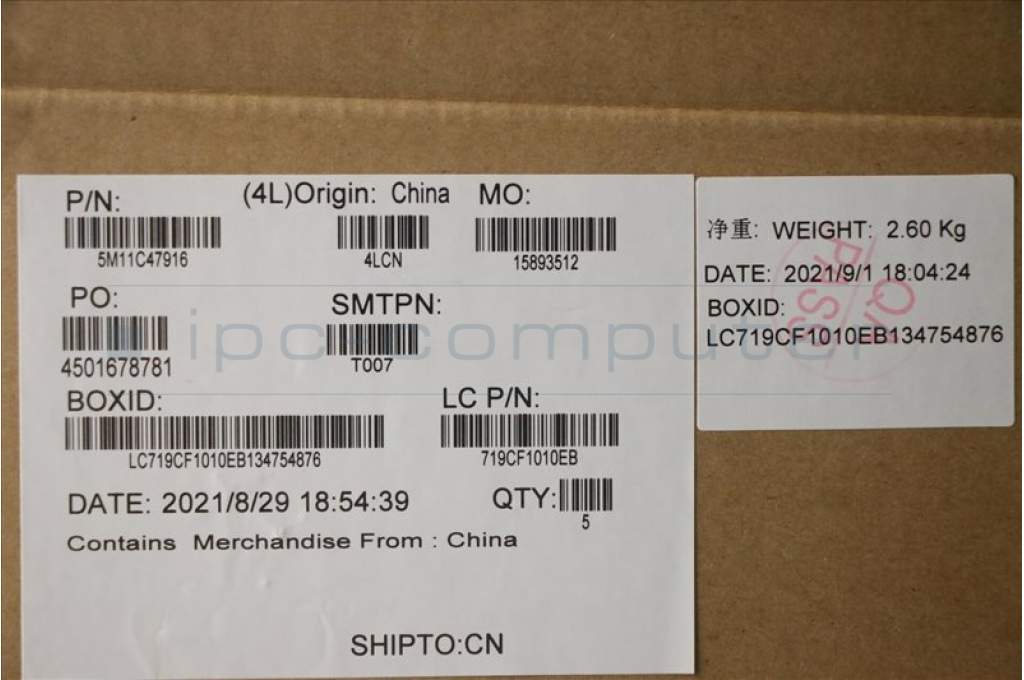 P/N:
5M11C47916
(4L)Origin: China
4LCN
MO:
15893512
PO:
4501678781
SMTPN:
T007
BOXID:
LC719CF1010EB134754876
LC P/N:
719CF1010EB
DATE: 2021/8/29 18:54:39
QTY:
5
Contains Merchandise From : China
SHIPTO:CN
净重: WEIGHT: 2.60 Kg
DATE: 2021/9/1 18:04:24
BOXID:
LC719CF1010EB134754876
ipc-computer